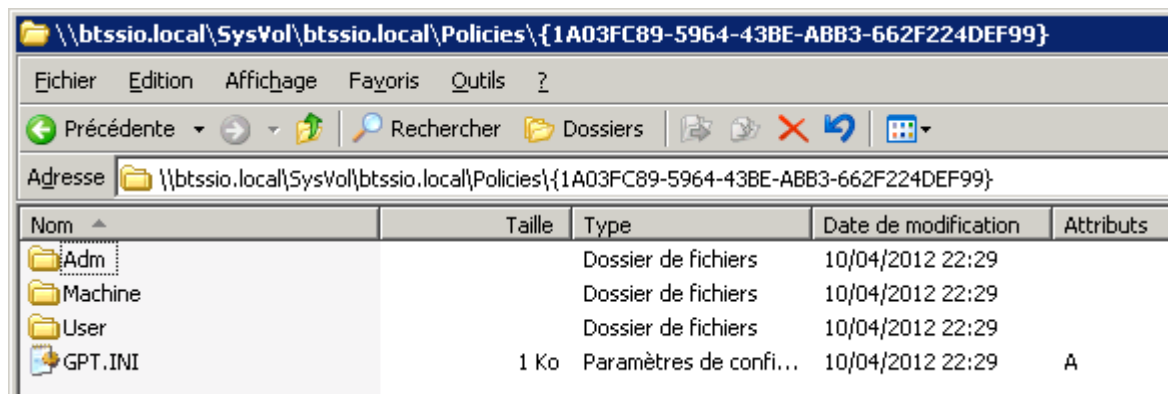 \\btssio.local\SysVol\btssio.local\Policies\{1A03FC89-5964-43BE-ABB3-662F224DEF99}
Fichier Edition Affichage Favoris Outils ?
Précédente Rechercher Dossiers
Adresse \\btssio.local\SysVol\btssio.local\Policies\{1A03FC89-5964-43BE-ABB3-662F224DEF99}
Nom Taille Type Date de modification Attributs
Adm Dossier de fichiers 10/04/2012 22:29
Machine Dossier de fichiers 10/04/2012 22:29
User Dossier de fichiers 10/04/2012 22:29
GPT.INI 1 Ko Paramètres de confi... 10/04/2012 22:29 A